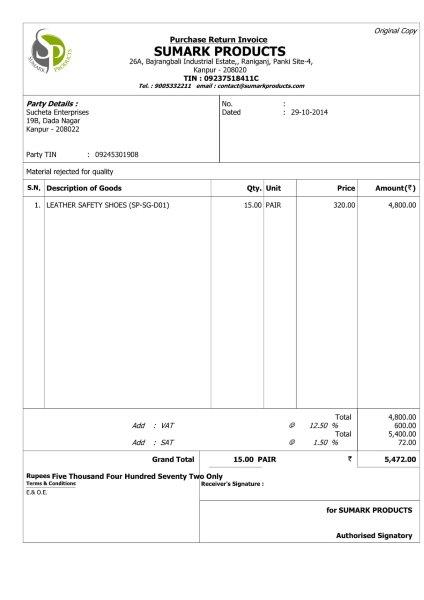 Original Copy
SUMARK PRODUCTS
Purchase Return Invoice
SUMARK PRODUCTS
26A, Bajrangbali Industrial Estate,, Raniganj, Panki Site-4,
Kanpur - 208020
TIN : 09237518411C
Tel. : 9005332211 email : contact@sumarkproducts.com
Party Details :
Sucheta Enterprises
19B, Dada Nagar
Kanpur - 208022
Party TIN : 09245301908
No. :
Dated : 29-10-2014
Material rejected for quality
S.N. Description of Goods Qty. Unit Price Amount(₹)
1. LEATHER SAFETY SHOES (SP-SG-D01) 15.00 PAIR 320.00 4,800.00
Total 4,800.00
Add : VAT @ 12.50 % 600.00
Total 5,400.00
Add : SAT @ 1.50 % 72.00
Grand Total 15.00 PAIR ₹ 5,472.00
Rupees Five Thousand Four Hundred Seventy Two Only
Terms & Conditions
E.& O.E.
Receiver's Signature :
for SUMARK PRODUCTS
Authorised Signatory